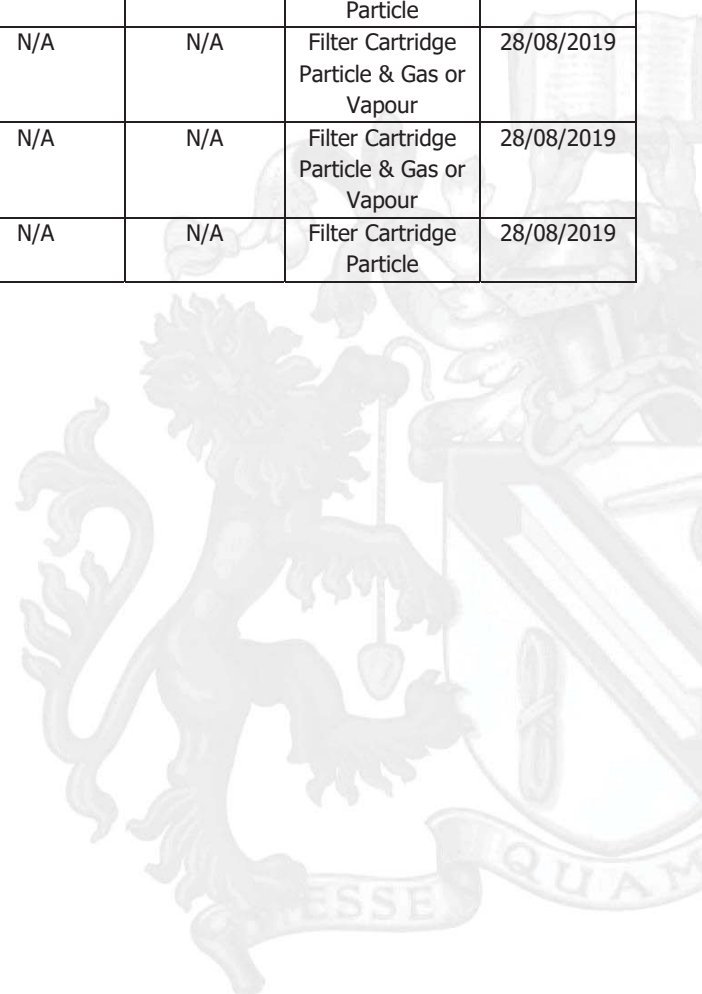 Particle
N/A N/A Filter Cartridge 28/08/2019
Particle & Gas or
Vapour
N/A N/A Filter Cartridge 28/08/2019
Particle & Gas or
Vapour
N/A N/A Filter Cartridge 28/08/2019
Particle
ESSE QUAM